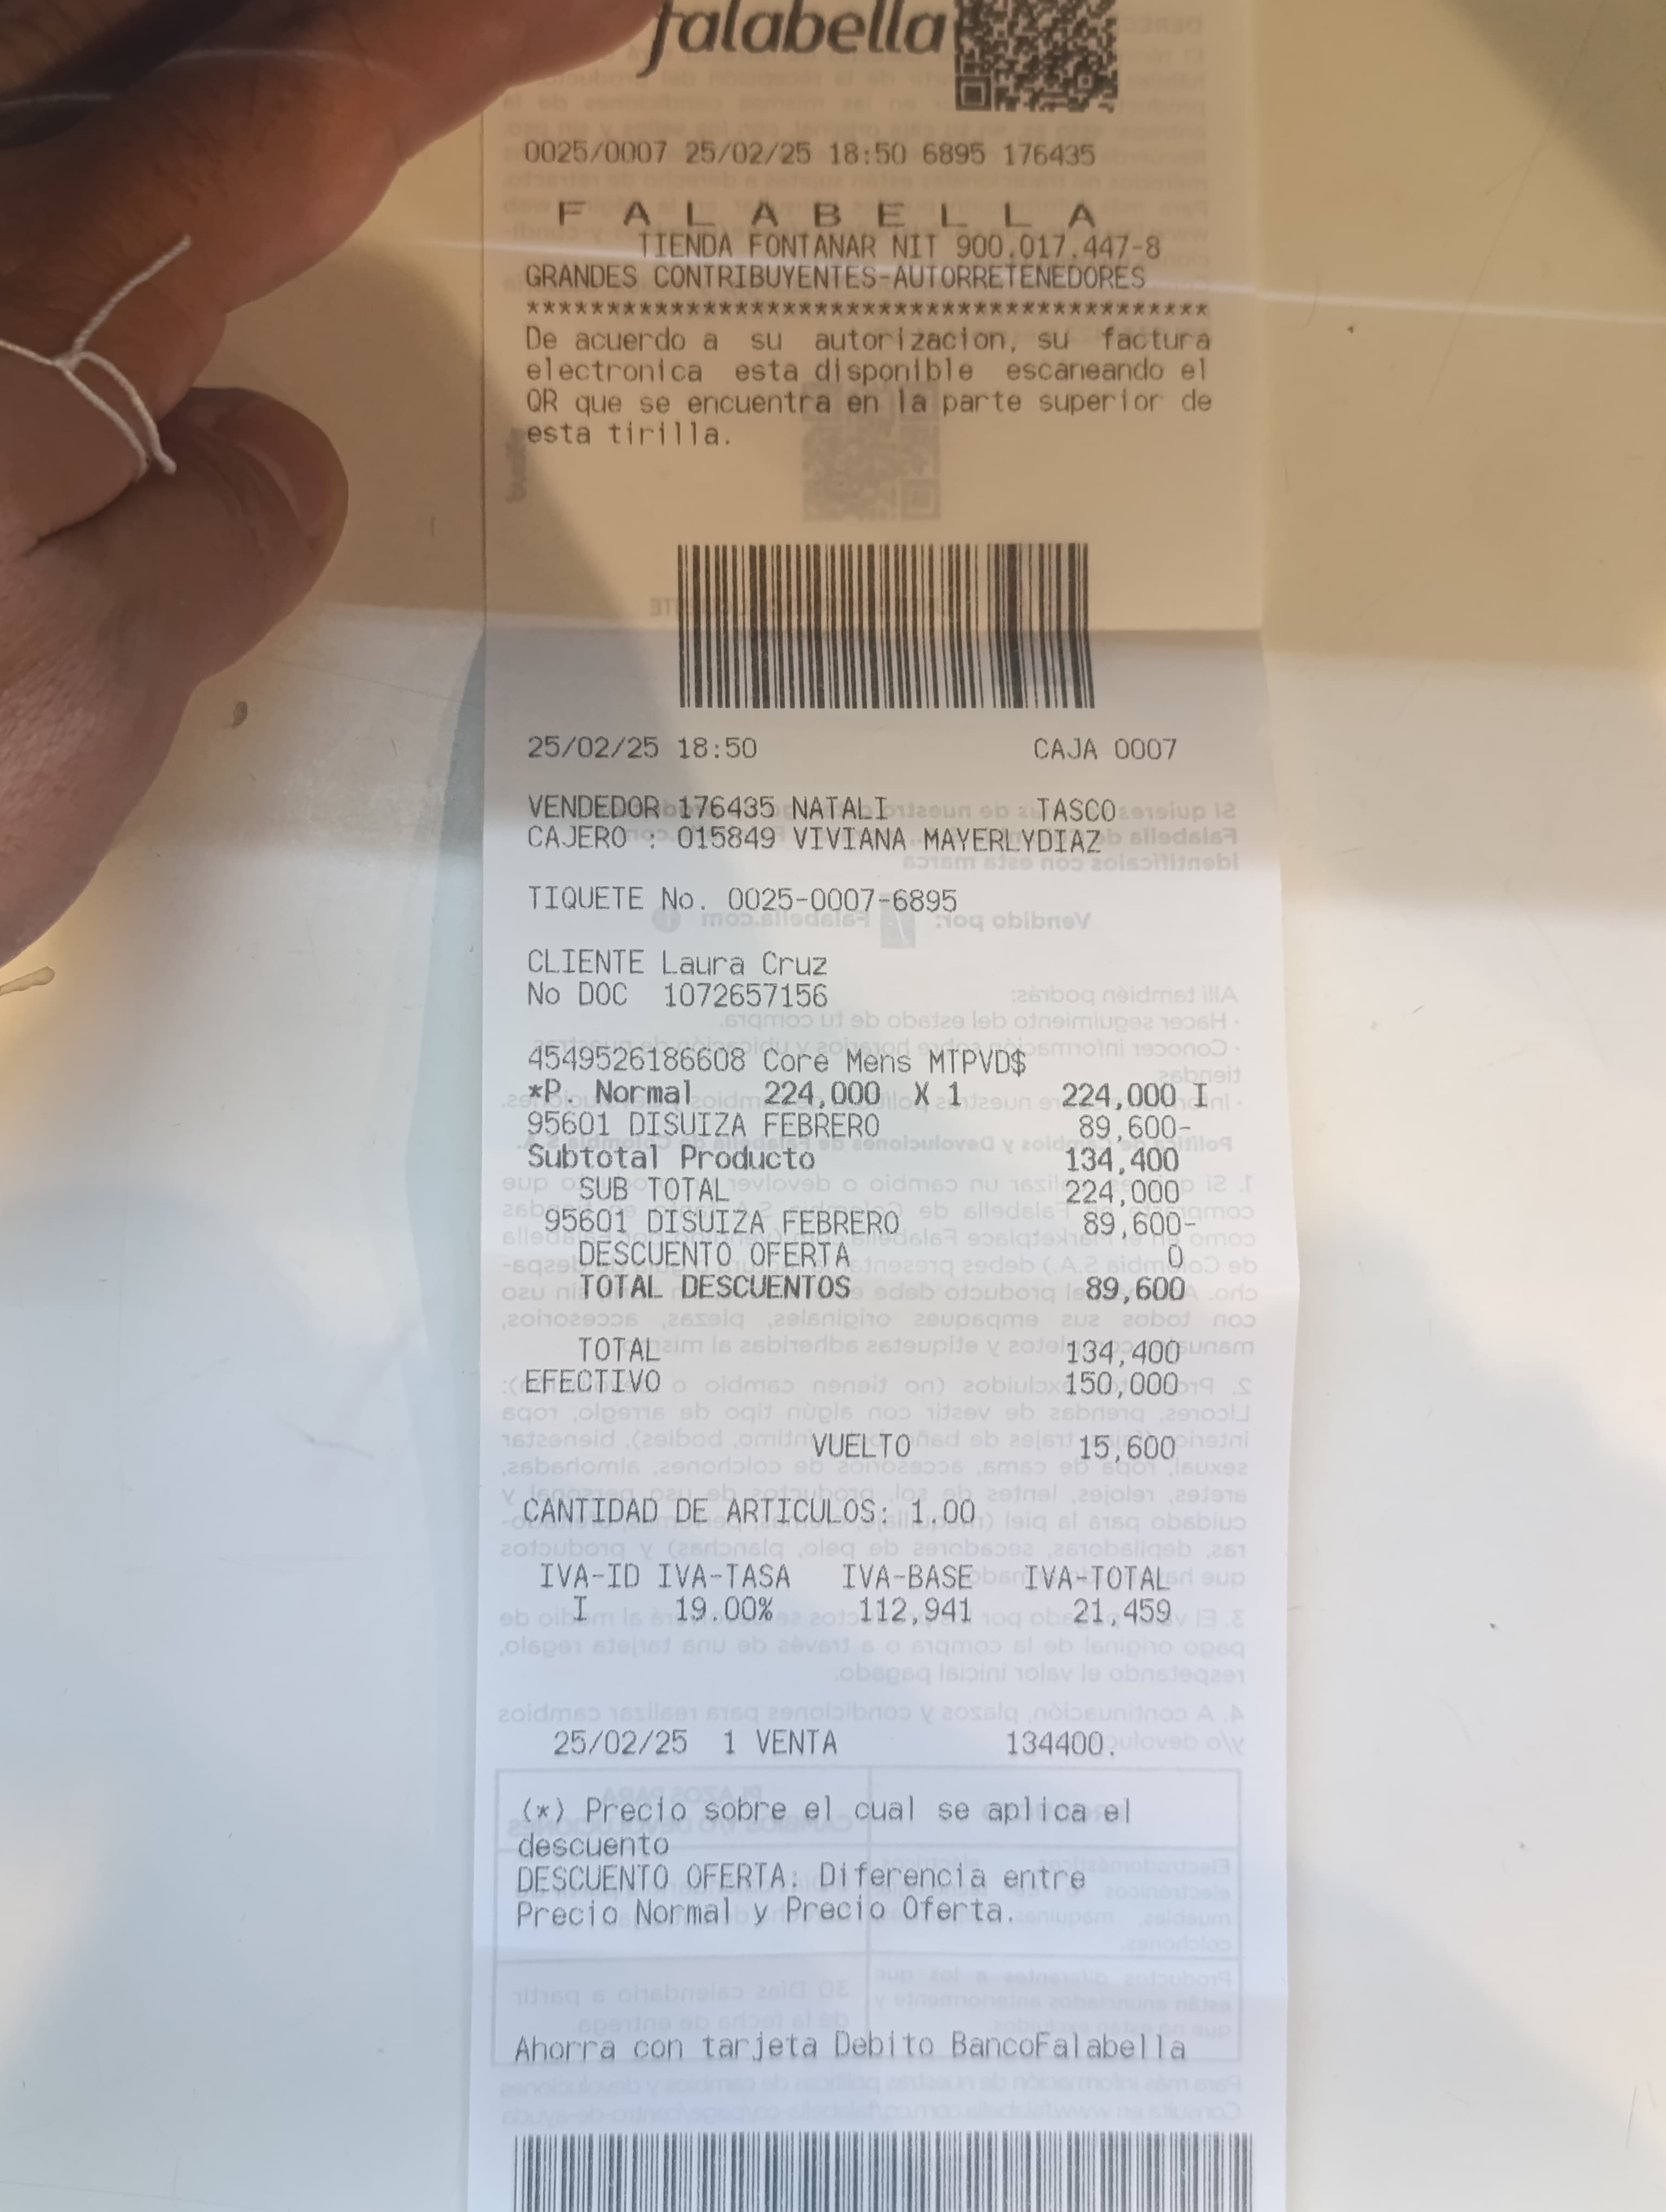 falabella
0025/0007 25/02/25 18:50 6895 176435
F A L A B E L L A
TIENDA FONTANAR NIT 900.017.447-8
GRANDES CONTRIBUYENTES-AUTORRETENEDORES
*****************************************
De acuerdo a su autorizacion, su factura
electronica esta disponible escaneando el
QR que se encuentra en la parte superior de
esta tirilla.
25/02/25 18:50 CAJA 0007
VENDEDOR 176435 NATALI TASCO
CAJERO : 015849 VIVIANA MAYERLYDIAZ
TIQUETE No. 0025-0007-6895
CLIENTE Laura Cruz
No DOC 1072657156
4549526186608 Core Mens MTPVD$
*P. Normal 224,000 X 1 224,000 I
95601 DISUIZA FEBRERO 89,600-
Subtotal Producto 134,400
SUB TOTAL 224,000
95601 DISUIZA FEBRERO 89,600-
DESCUENTO OFERTA 0
TOTAL DESCUENTOS 89,600
TOTAL 134,400
EFECTIVO 150,000
VUELTO 15,600
CANTIDAD DE ARTICULOS: 1.00
IVA-ID IVA-TASA IVA-BASE IVA-TOTAL
I 19.00% 112,941 21,459
25/02/25 1 VENTA 134400.
(*) Precio sobre el cual se aplica el
descuento
DESCUENTO OFERTA: Diferencia entre
Precio Normal y Precio Oferta.
Ahorra con tarjeta Debito BancoFalabella